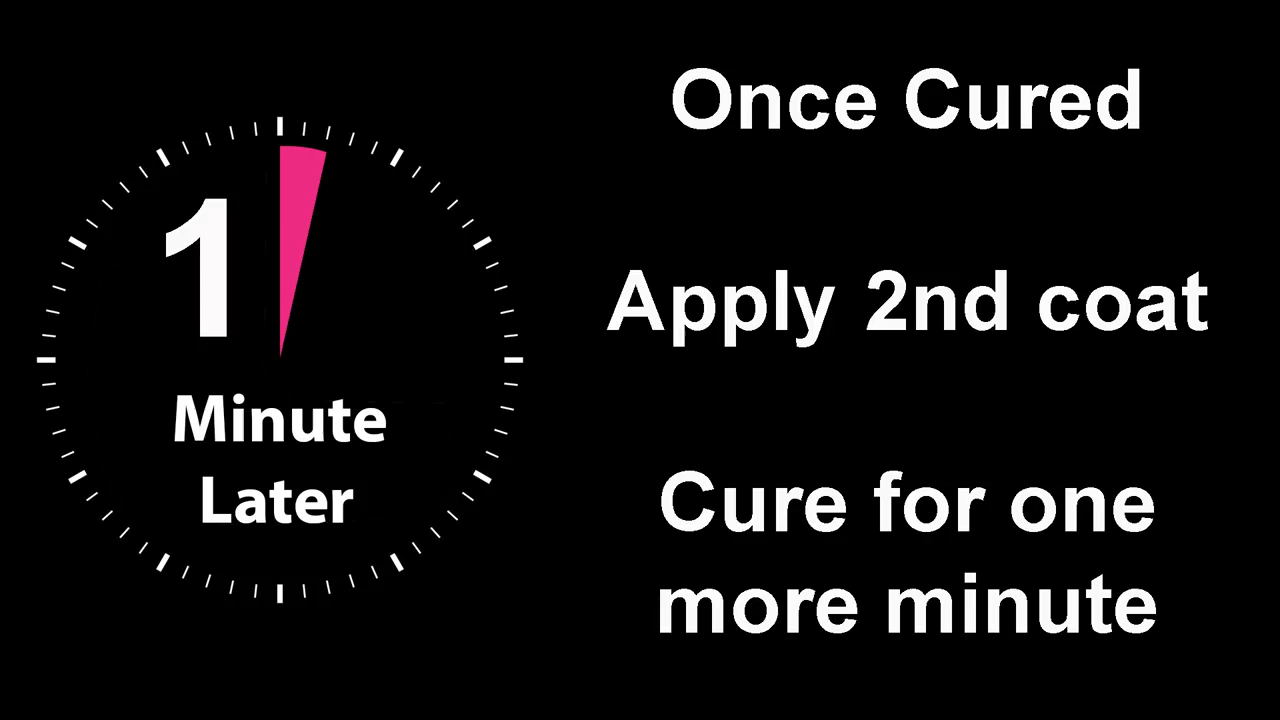 1
Minute
Later
Once Cured
Apply 2nd coat
Cure for one
more minute